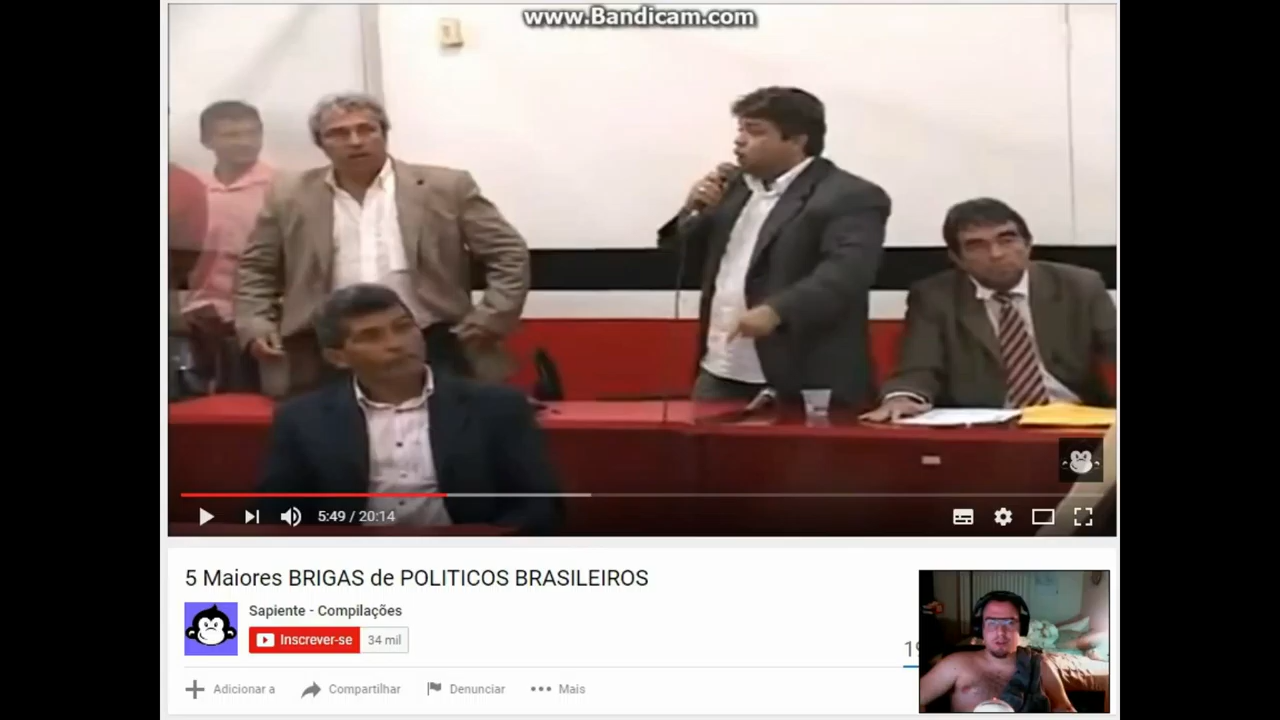 www.Bandicam.com
5:49 / 20:14
5 Maiores BRIGAS de POLITICOS BRASILEIROS
Sapiente - Compilações
Inscrever-se 34 mil
19
Adicionar a Compartilhar Denunciar Mais